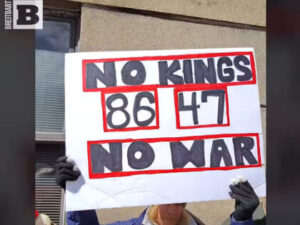 BREITBART
B
NO KINGS
86 47
NO WAR